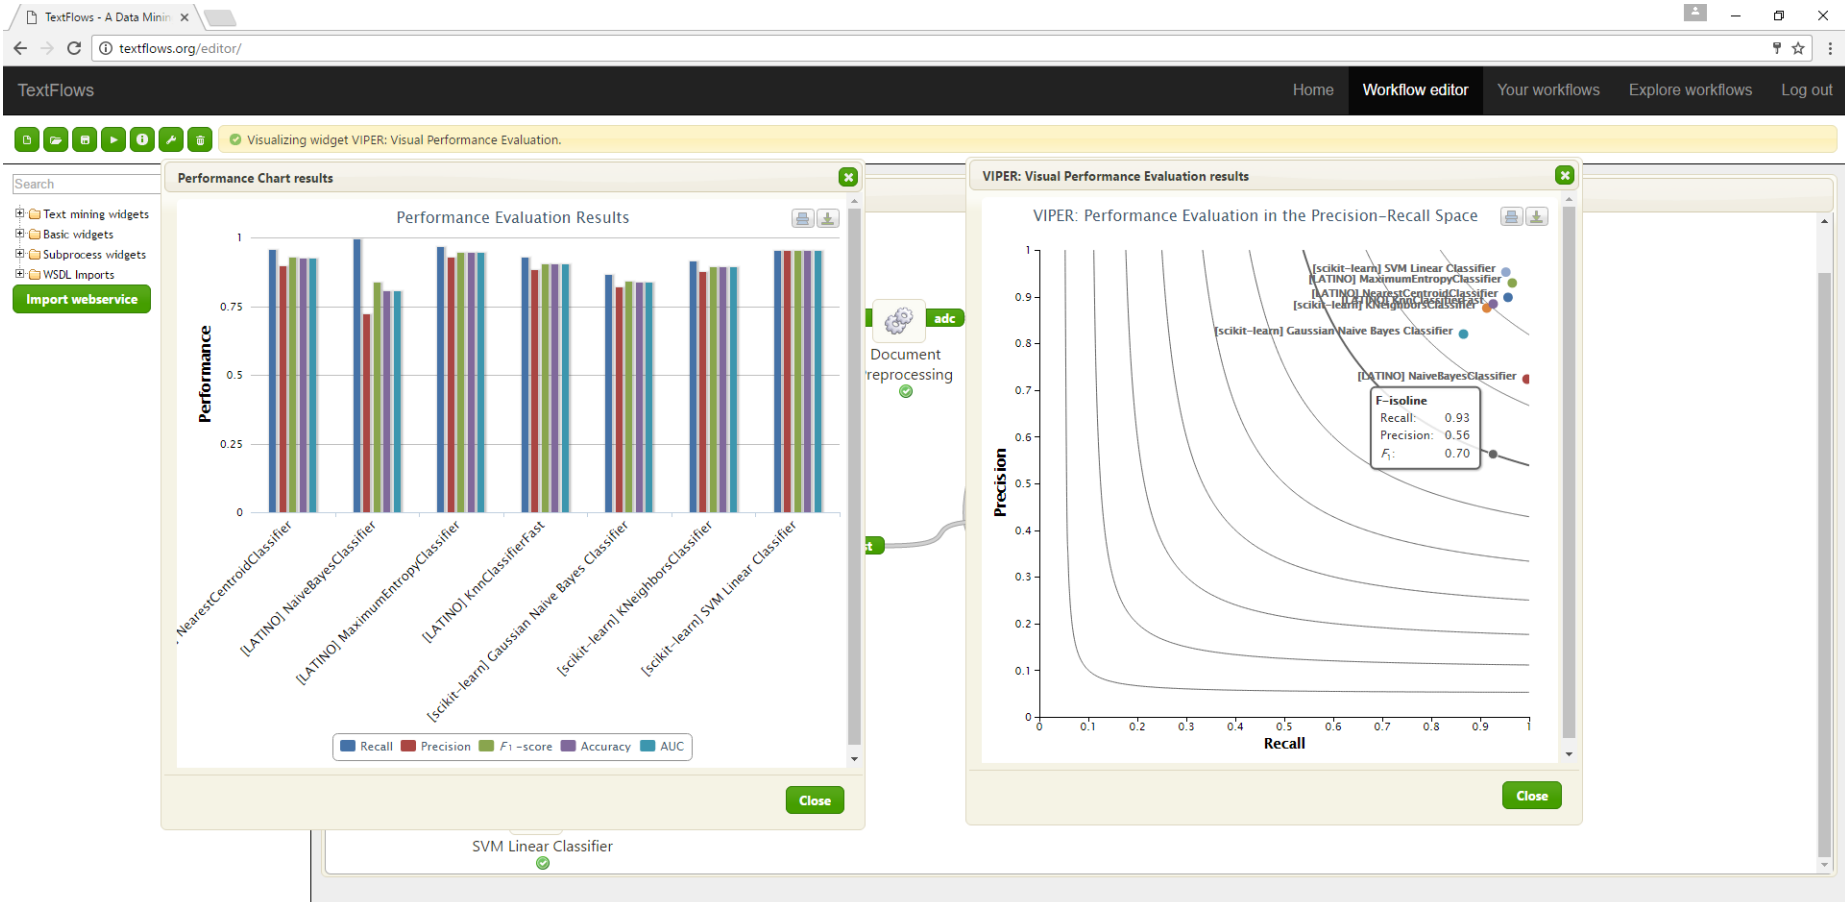 TextFlows - A Data Minin
textflows.org/editor/
TextFlows
Home
Workflow editor
Your workflows
Explore workflows
Log out
Visualizing widget VIPER: Visual Performance Evaluation.
Search
Text mining widgets
Basic widgets
Subprocess widgets
WSDL Imports
Import webservice
Performance Chart results
Performance Evaluation Results
1
0.75
0.5
0.25
0
Performance
NearestCentroidClassifier
[LATINO] NaiveBayesClassifier
[LATINO] MaximumEntropyClassifier
[LATINO] KnnClassifierFast
[scikit-learn] Gaussian Naive Bayes Classifier
[scikit-learn] KNeighborsClassifier
[scikit-learn] SVM Linear Classifier
Recall
Precision
F1-score
Accuracy
AUC
Close
adc
Document
reprocessing
st
SVM Linear Classifier
VIPER: Visual Performance Evaluation results
VIPER: Performance Evaluation in the Precision-Recall Space
1
0.9
0.8
0.7
0.6
0.5
0.4
0.3
0.2
0.1
0
Precision
[scikit-learn] SVM Linear Classifier
[LATINO] MaximumEntropyClassifier
[LATINO] NearestCentroidClassifier
[LATINO] KnnClassifierFast
[scikit-learn] KNeighborsClassifier
[scikit-learn] Gaussian Naive Bayes Classifier
[LATINO] NaiveBayesClassifier
F-isoline
Recall: 0.93
Precision: 0.56
F1: 0.70
0 0.1 0.2 0.3 0.4 0.5 0.6 0.7 0.8 0.9 1
Recall
Close